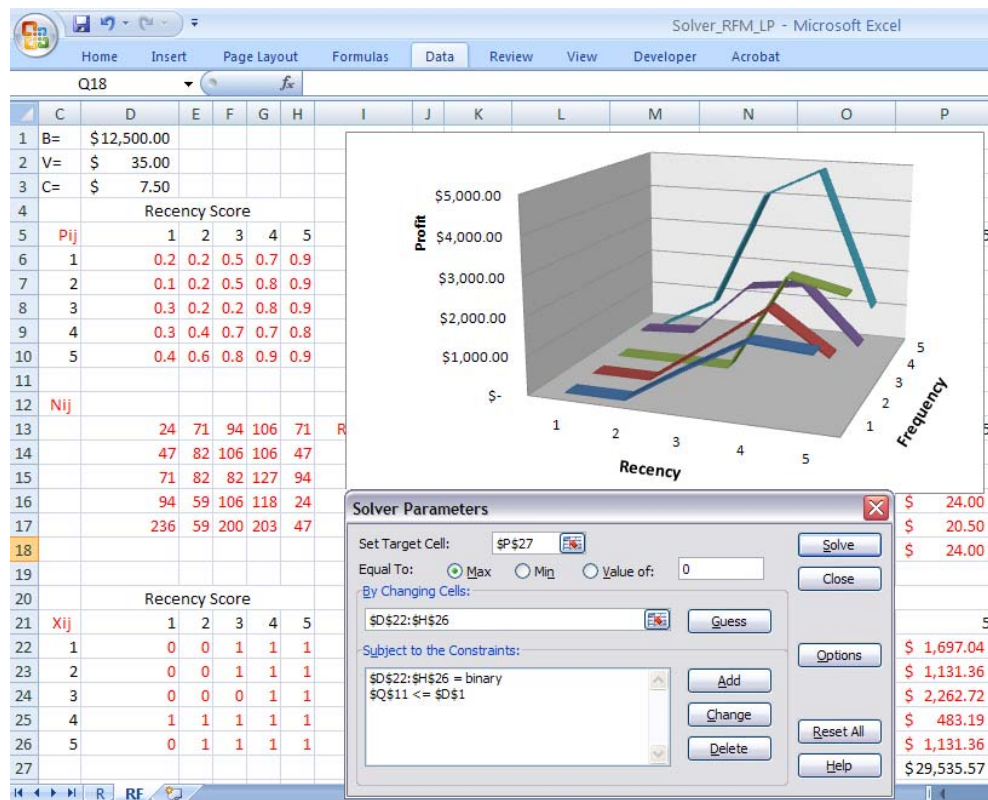 Solver_RFM_LP - Microsoft Excel
Home Insert Page Layout Formulas Data Review View Developer Acrobat
Q18 fx
C D E F G H I J K L M N O P
1 B= $12,500.00
2 V= $ 35.00
3 C= $ 7.50
4 Recency Score
5 Pij 1 2 3 4 5
6 1 0.2 0.2 0.5 0.7 0.9
7 2 0.1 0.2 0.5 0.8 0.9
8 3 0.3 0.2 0.2 0.8 0.9
9 4 0.3 0.4 0.7 0.7 0.8
10 5 0.4 0.6 0.8 0.9 0.9
11
12 Nij
13 24 71 94 106 71 R
14 47 82 106 106 47
15 71 82 82 127 94
16 94 59 106 118 24 $ 24.00
17 236 59 200 203 47 $ 20.50
18 $ 24.00
19
20 Recency Score
21 Xij 1 2 3 4 5 5
22 1 0 0 1 1 1 $ 1,697.04
23 2 0 0 1 1 1 $ 1,131.36
24 3 0 0 0 1 1 $ 2,262.72
25 4 1 1 1 1 1 $ 483.19
26 5 0 1 1 1 1 $ 1,131.36
27 $29,535.57
R RF
Profit
$5,000.00
$4,000.00
$3,000.00
$2,000.00
$1,000.00
$-
1 2 3 4 5
Recency
1 2 3 4 5
Frequency
Solver Parameters
Set Target Cell: $P$27 Solve
Equal To: Max Min Value of: 0 Close
By Changing Cells:
$D$22:$H$26 Guess
Subject to the Constraints: Options
$D$22:$H$26 = binary Add
$Q$11 <= $D$1
Change
Reset All
Delete
Help